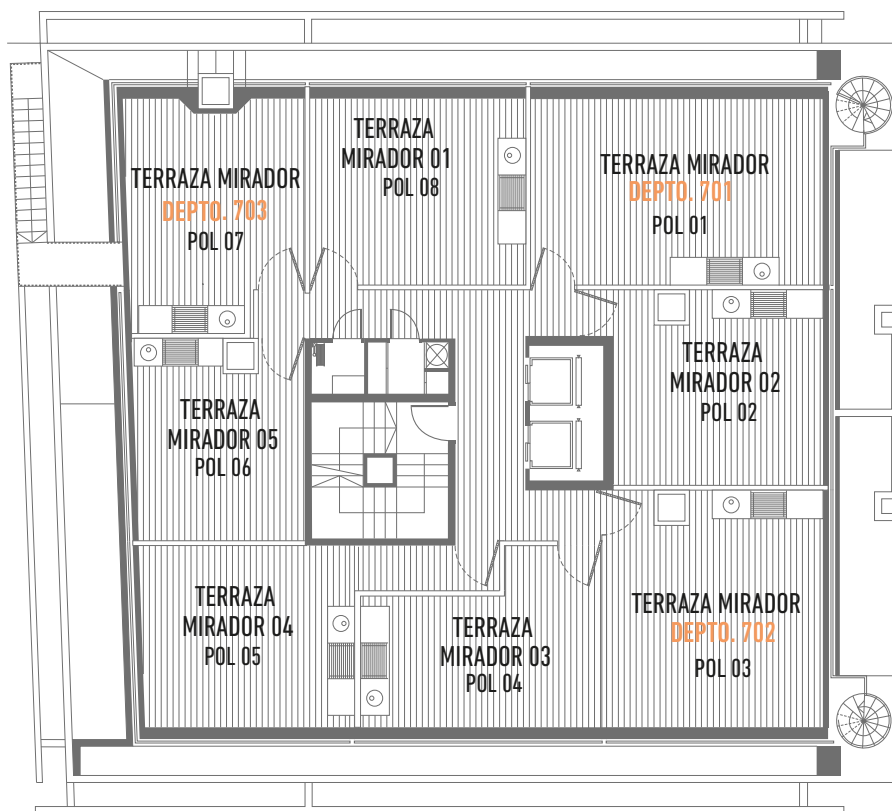 TERRAZA
MIRADOR 01
POL 08
TERRAZA MIRADOR
DEPTO. 703
POL 07
TERRAZA MIRADOR
DEPTO. 701
POL 01
TERRAZA
MIRADOR 02
POL 02
TERRAZA
MIRADOR 05
POL 06
TERRAZA
MIRADOR 04
POL 05
TERRAZA
MIRADOR 03
POL 04
TERRAZA MIRADOR
DEPTO. 702
POL 03